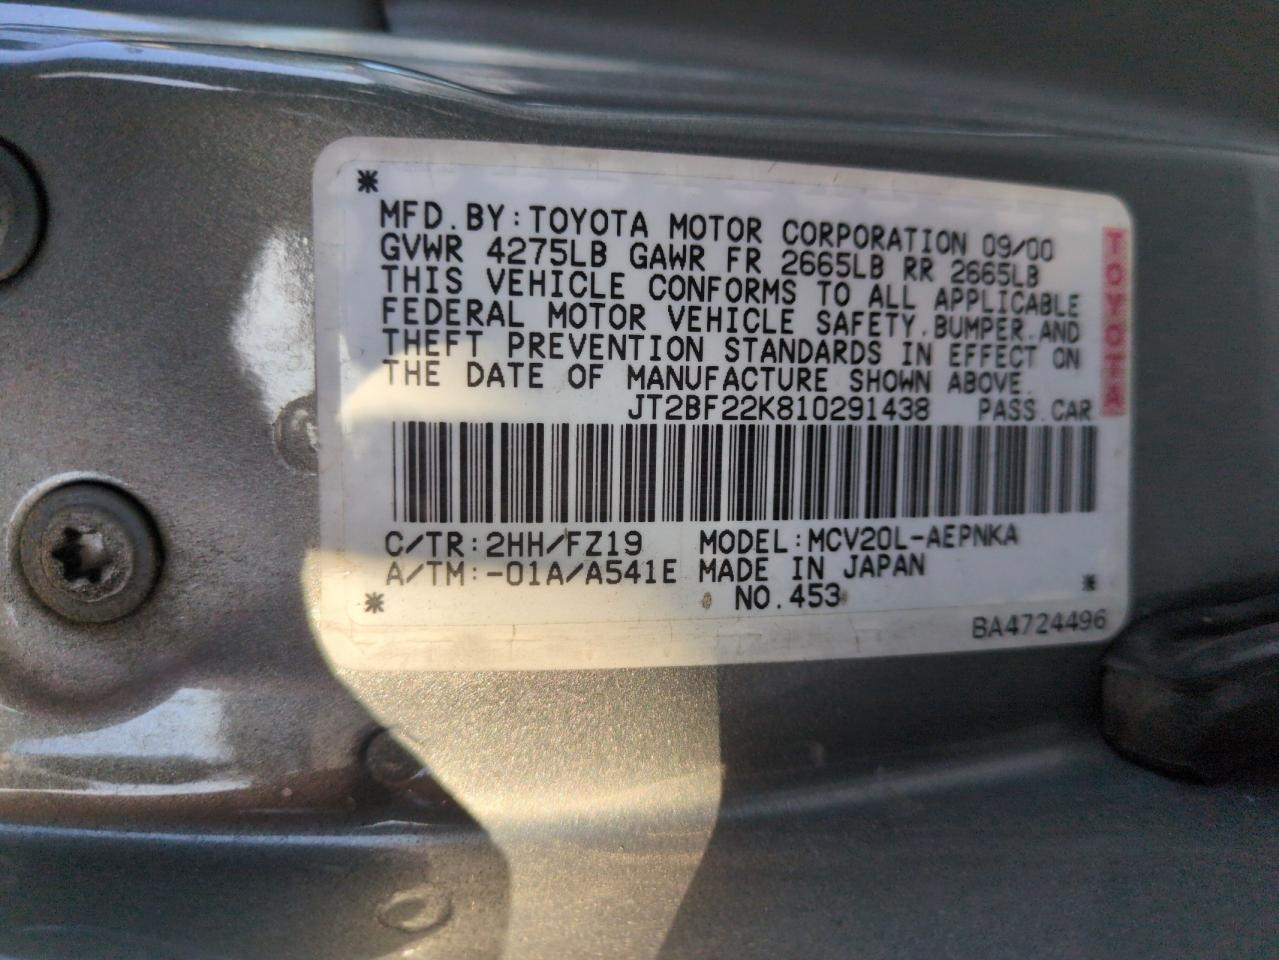 MFD.BY:TOYOTA MOTOR CORPORATION 09/00
GVWR 4275LB GAWR FR 2665LB RR 2665LB
THIS VEHICLE CONFORMS TO ALL APPLICABLE
FEDERAL MOTOR VEHICLE SAFETY.BUMPER.AND
THEFT PREVENTION STANDARDS IN EFFECT ON
THE DATE OF MANUFACTURE SHOWN ABOVE.
JT2BF22K810291438 PASS.CAR
TOYOTA
C/TR:2HH/FZ19 MODEL:MCV20L-AEPNKA
A/TM:-01A/A541E MADE IN JAPAN
NO.453
BA4724496